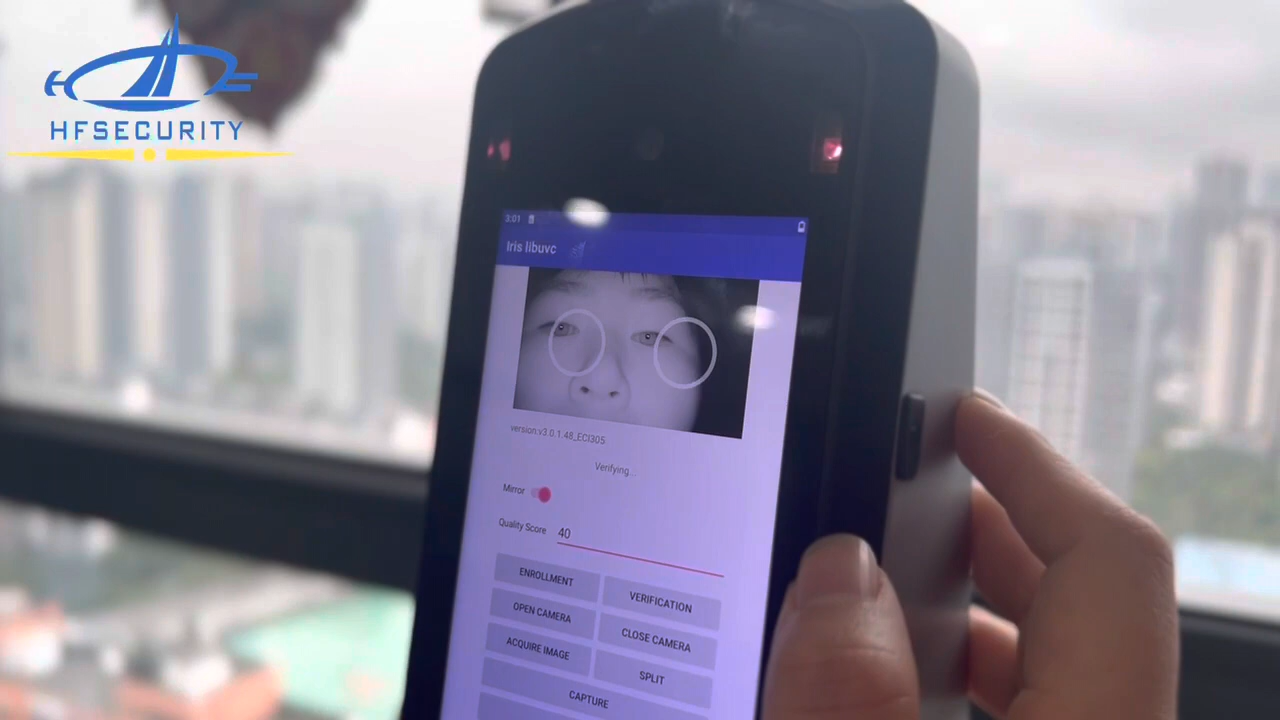 HFSECURITY
3:01
Iris libuvc
version:v3.0.1.48_ECI305
Verifying...
Mirror
Quality Score 40
ENROLLMENT
VERIFICATION
OPEN CAMERA
CLOSE CAMERA
ACQUIRE IMAGE
SPLIT
CAPTURE